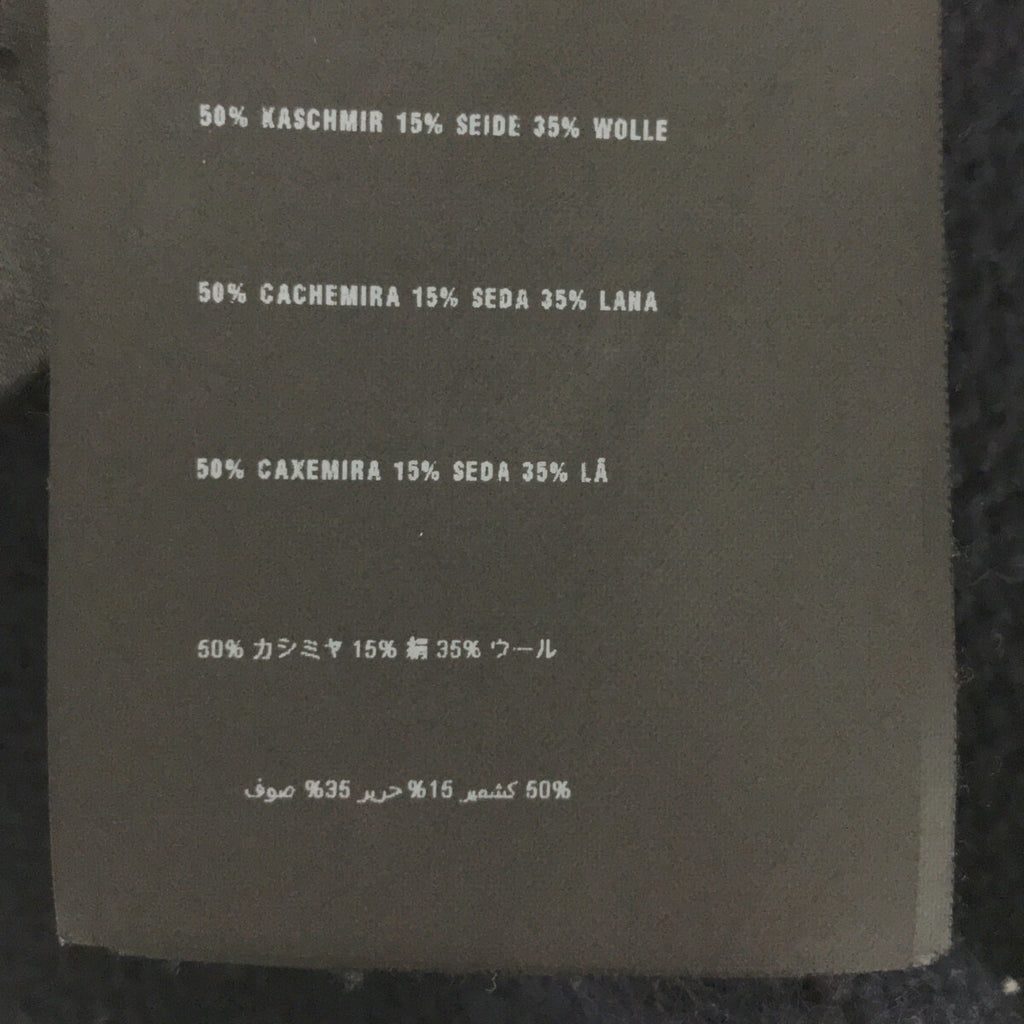 50% KASCHMIR 15% SEIDE 35% WOLLE
50% CACHEMIRA 15% SEDA 35% LANA
50% CAXEMIRA 15% SEDA 35% LÃ
50% カシミヤ 15% 絹 35% ウール
50% كشمير 15% حرير 35% صوف